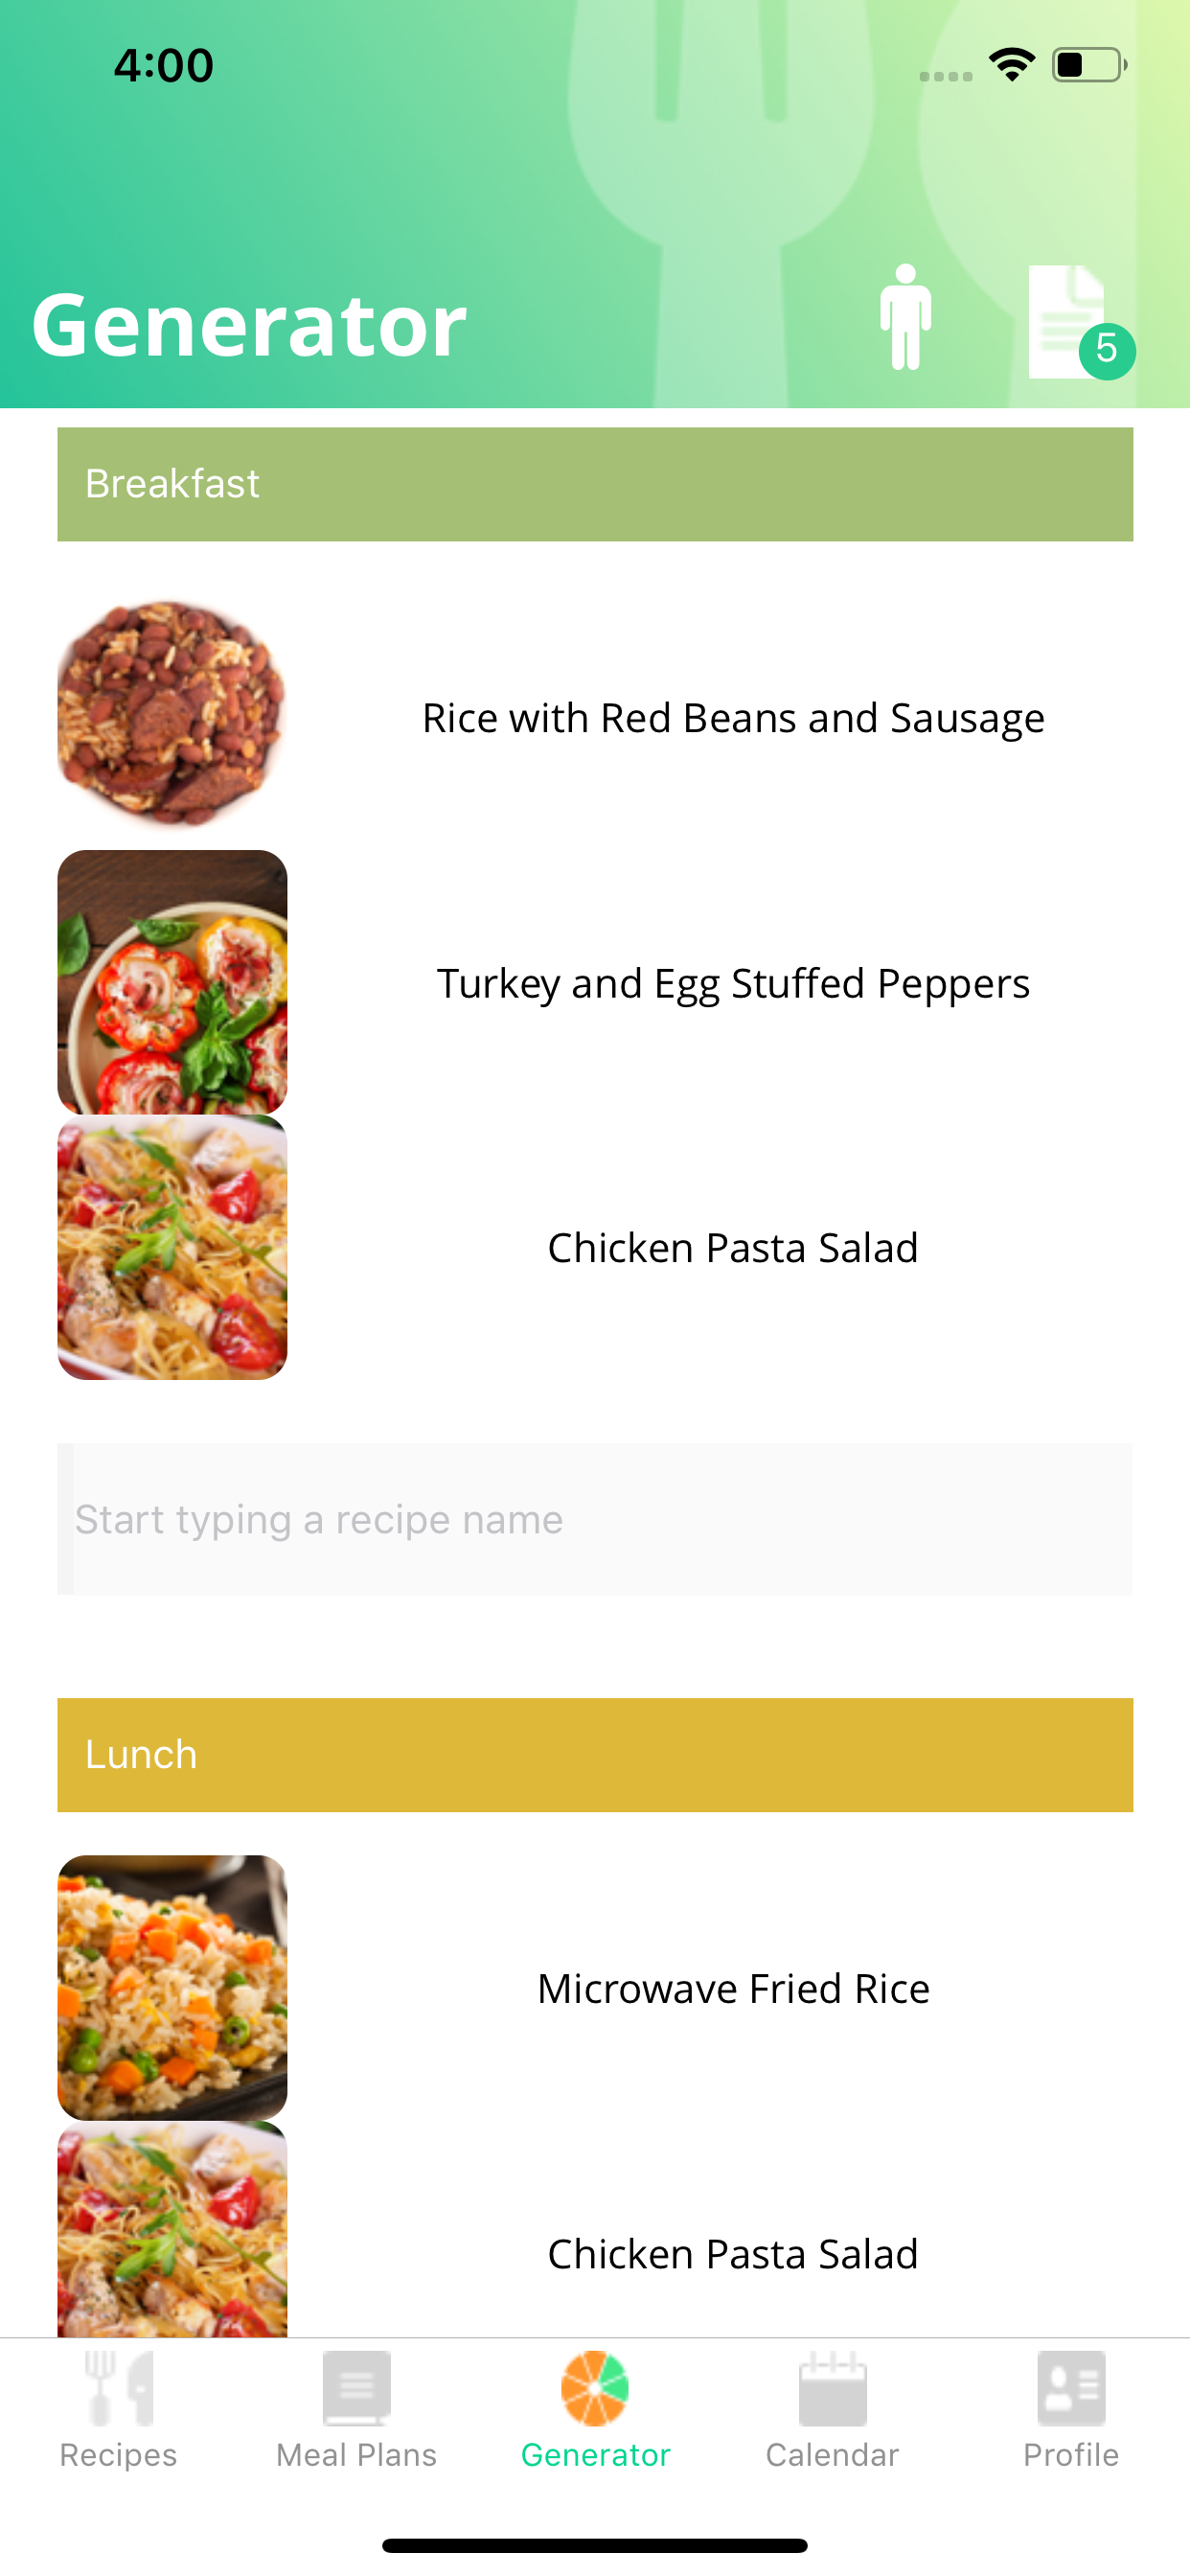 4:00
Generator
5
Breakfast
Rice with Red Beans and Sausage
Turkey and Egg Stuffed Peppers
Chicken Pasta Salad
Start typing a recipe name
Lunch
Microwave Fried Rice
Chicken Pasta Salad
Recipes
Meal Plans
Generator
Calendar
Profile